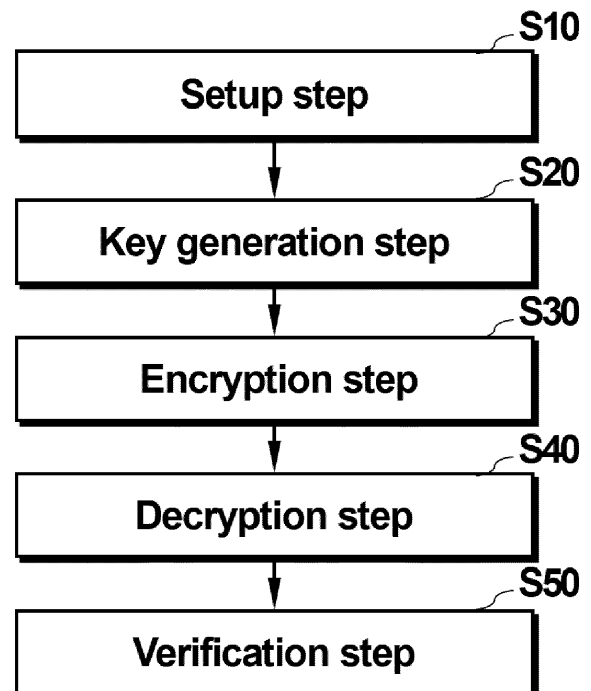 S10
Setup step
S20
Key generation step
S30
Encryption step
S40
Decryption step
S50
Verification step